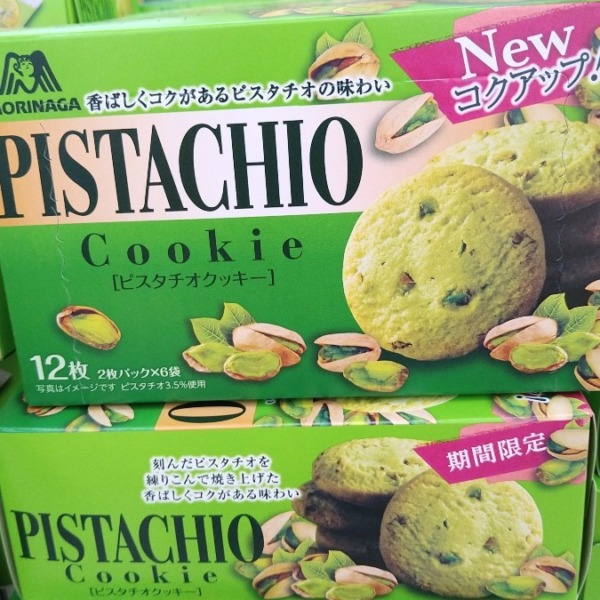 MORINAGA
香ばしくコクがあるピスタチオの味わい
New
コクアップ!
PISTACHIO
Cookie
[ピスタチオクッキー]
12枚 2枚パック×6袋
写真はイメージです ピスタチオ3.5%使用
期間限定
刻んだピスタチオを
練りこんで焼き上げた
香ばしくコクがある味わい
PISTACHIO
Cookie
[ピスタチオクッキー]